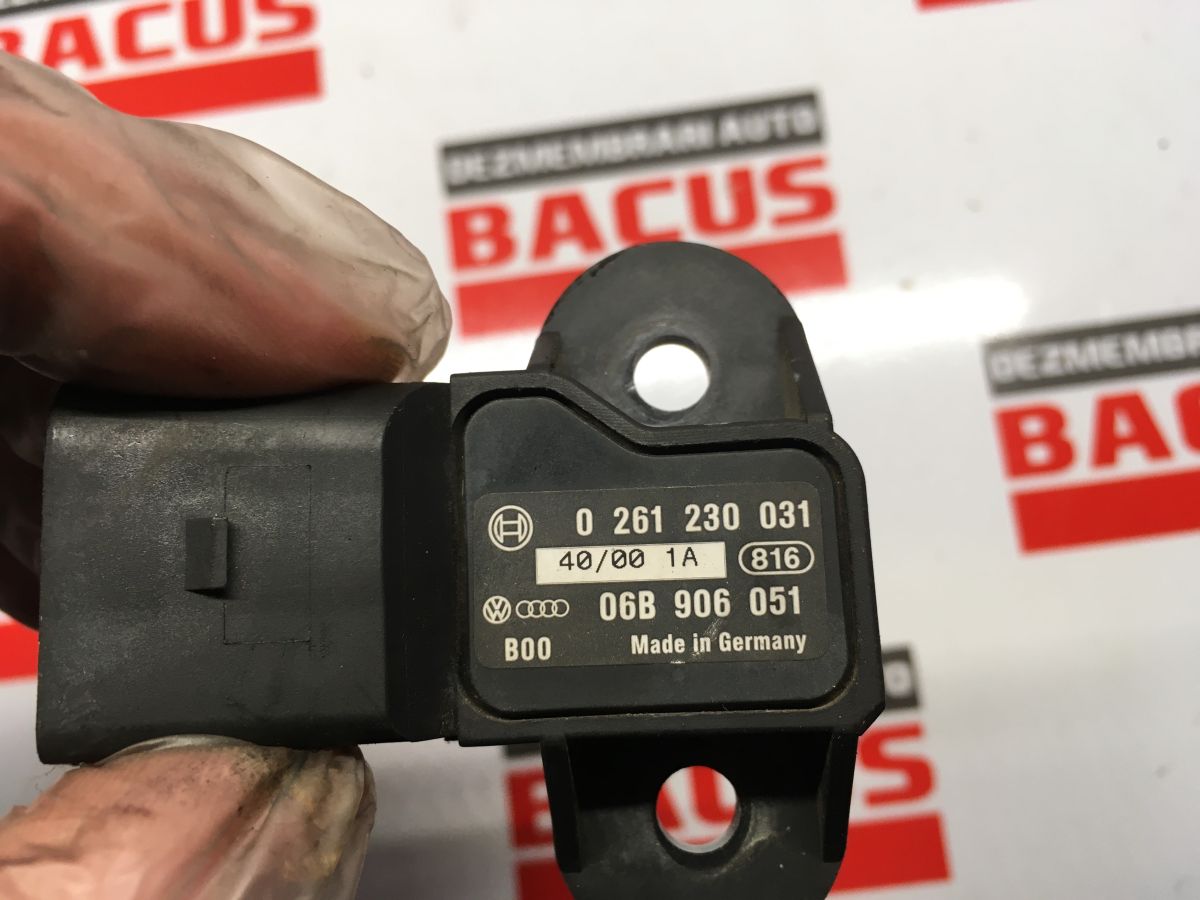 BACUS
DEZMEMBRARI AUTO
BACUS
DEZMEMBRARI
BA
0 261 230 031
40/00 1A
816
06B 906 051
B00 Made in Germany